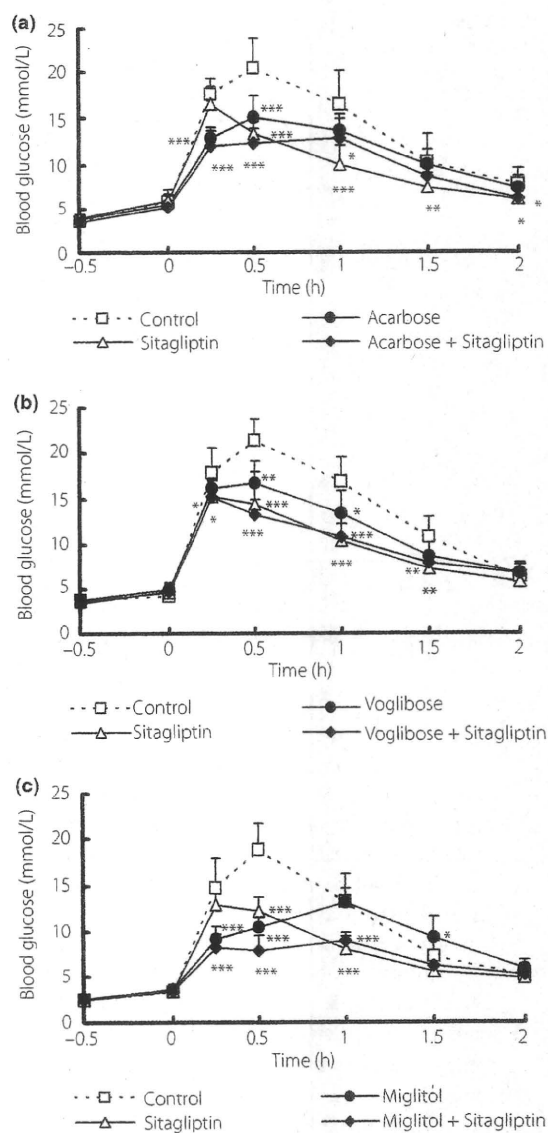 (a)
Blood glucose (mmol/L)
25
20
15
10
5
0
***
***
***
***
***
***
*
**
*
*
−0.5 0 0.5 1 1.5 2
Time (h)
Control Acarbose
Sitagliptin Acarbose + Sitagliptin
(b)
Blood glucose (mmol/L)
25
20
15
10
5
0
*
*
**
***
***
*
***
***
**
**
−0.5 0 0.5 1 1.5 2
Time (h)
Control Voglibose
Sitagliptin Voglibose + Sitagliptin
(c)
Blood glucose (mmol/L)
25
20
15
10
5
0
***
***
***
***
***
***
***
*
−0.5 0 0.5 1 1.5 2
Time (h)
Control Miglitol
Sitagliptin Miglitol + Sitagliptin